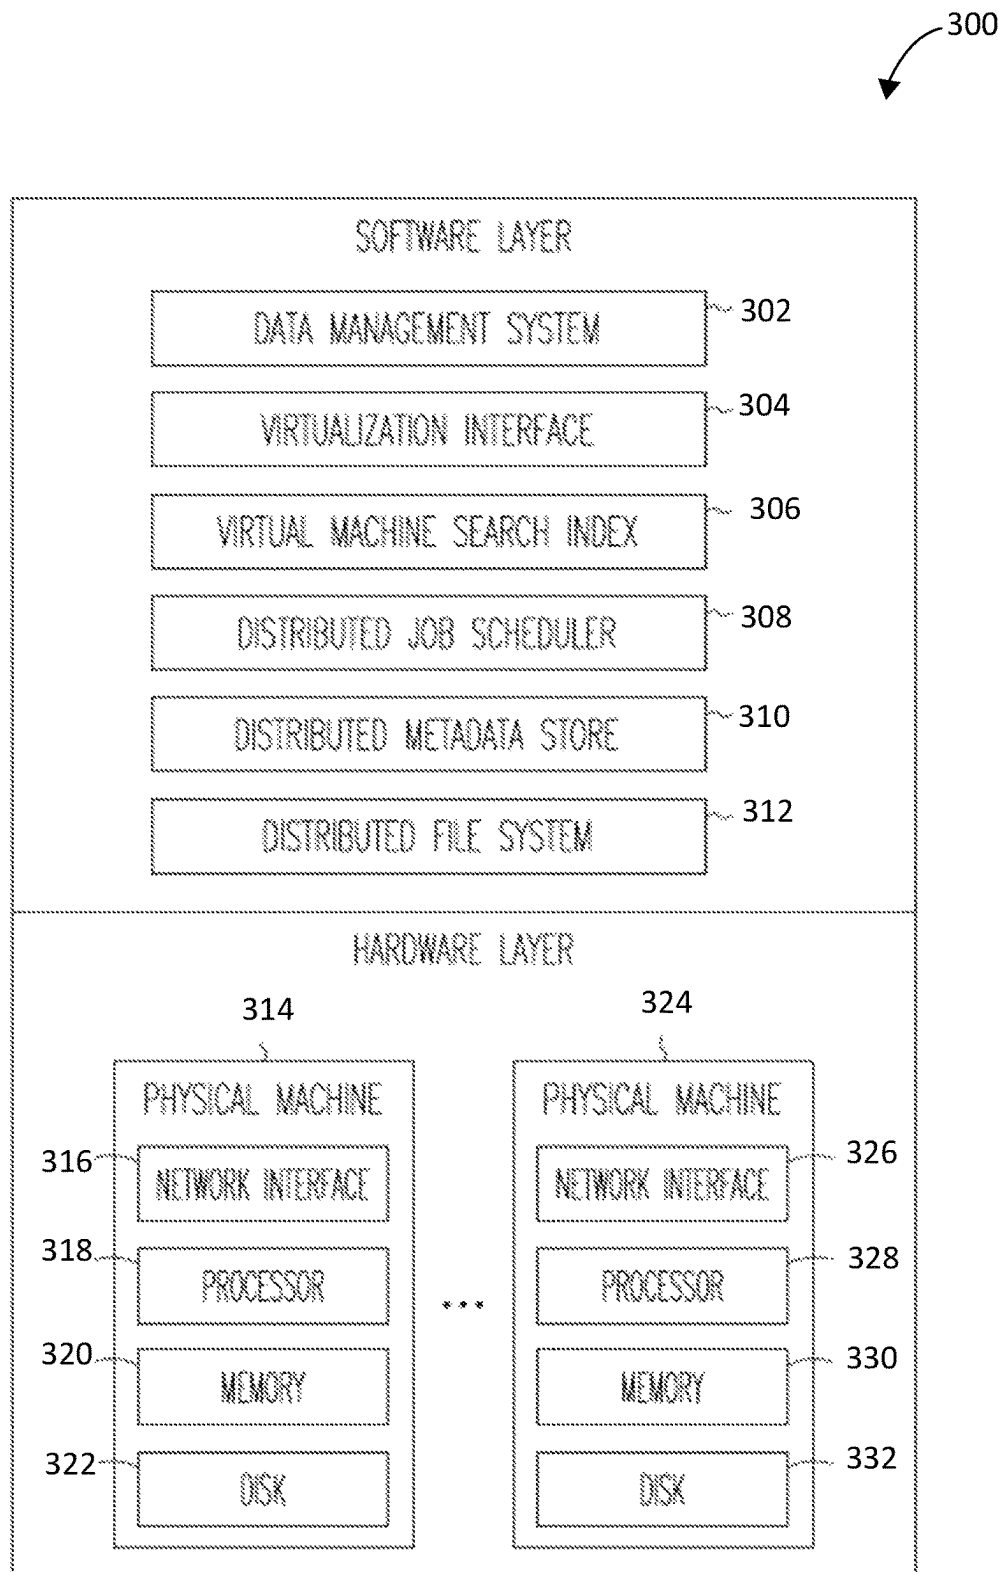 300
SOFTWARE LAYER
DATA MANAGEMENT SYSTEM
302
VIRTUALIZATION INTERFACE
304
VIRTUAL MACHINE SEARCH INDEX
306
DISTRIBUTED JOB SCHEDULER
308
DISTRIBUTED METADATA STORE
310
DISTRIBUTED FILE SYSTEM
312
HARDWARE LAYER
314
PHYSICAL MACHINE
316
NETWORK INTERFACE
318
PROCESSOR
320
MEMORY
322
DISK
...
324
PHYSICAL MACHINE
NETWORK INTERFACE
326
PROCESSOR
328
MEMORY
330
DISK
332